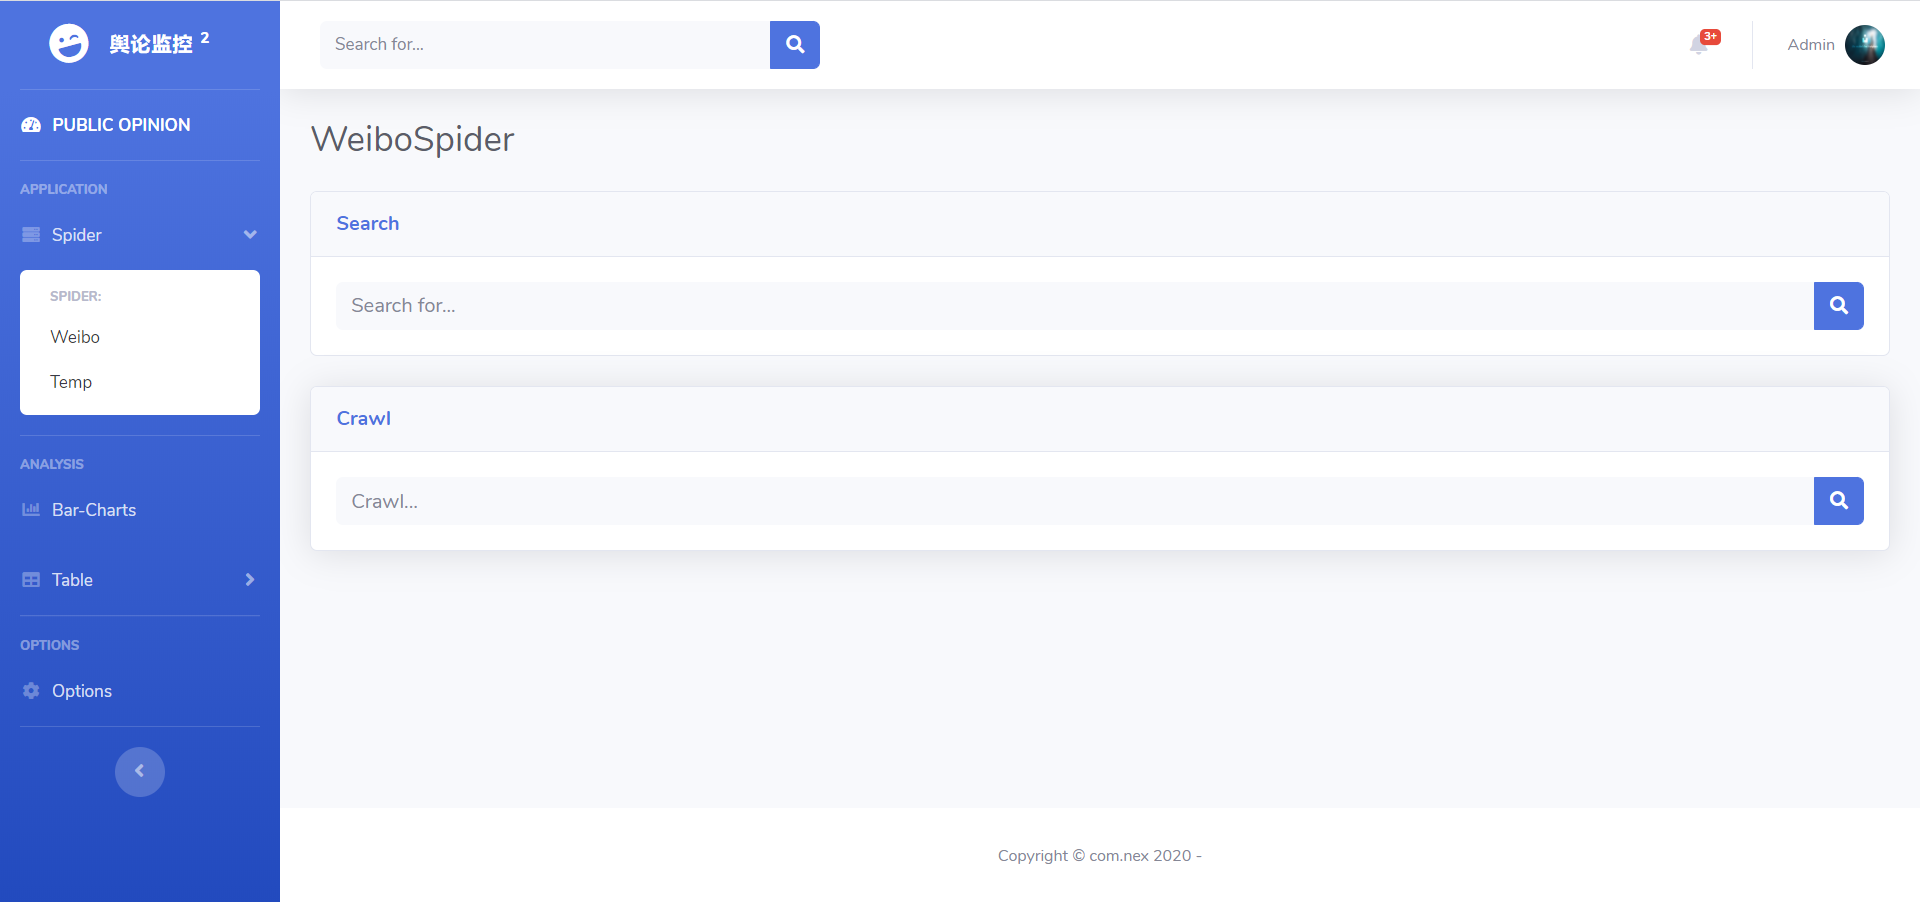 舆论监控 2
PUBLIC OPINION
APPLICATION
Spider
SPIDER:
Weibo
Temp
ANALYSIS
Bar-Charts
Table
OPTIONS
Options
Search for...
3+
Admin
WeiboSpider
Search
Search for...
Crawl
Crawl...
Copyright © com.nex 2020 -